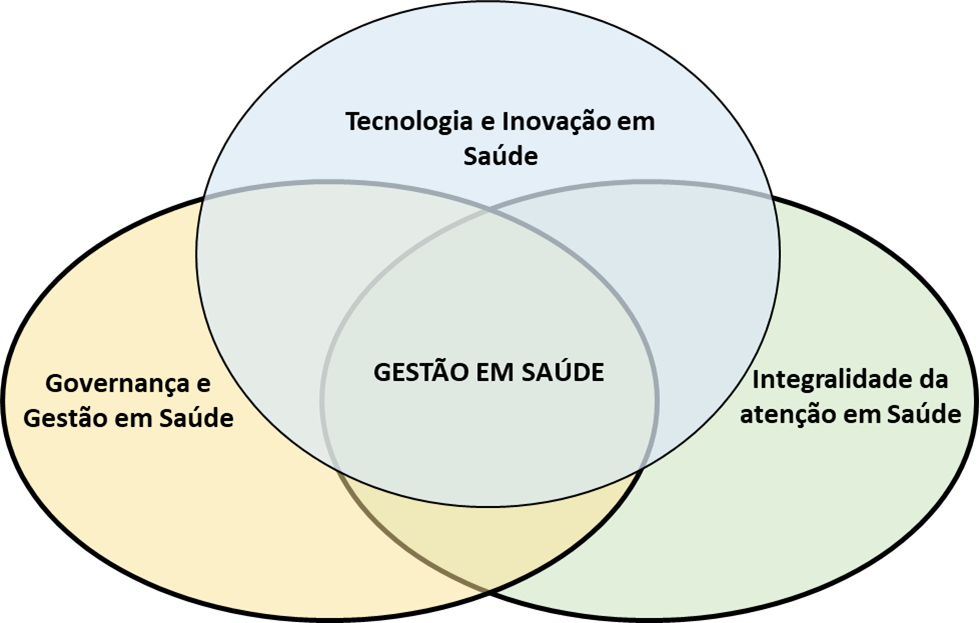 Tecnologia e Inovação em
Saúde
GESTÃO EM SAÚDE
Governança e
Gestão em Saúde
Integralidade da
atenção em Saúde